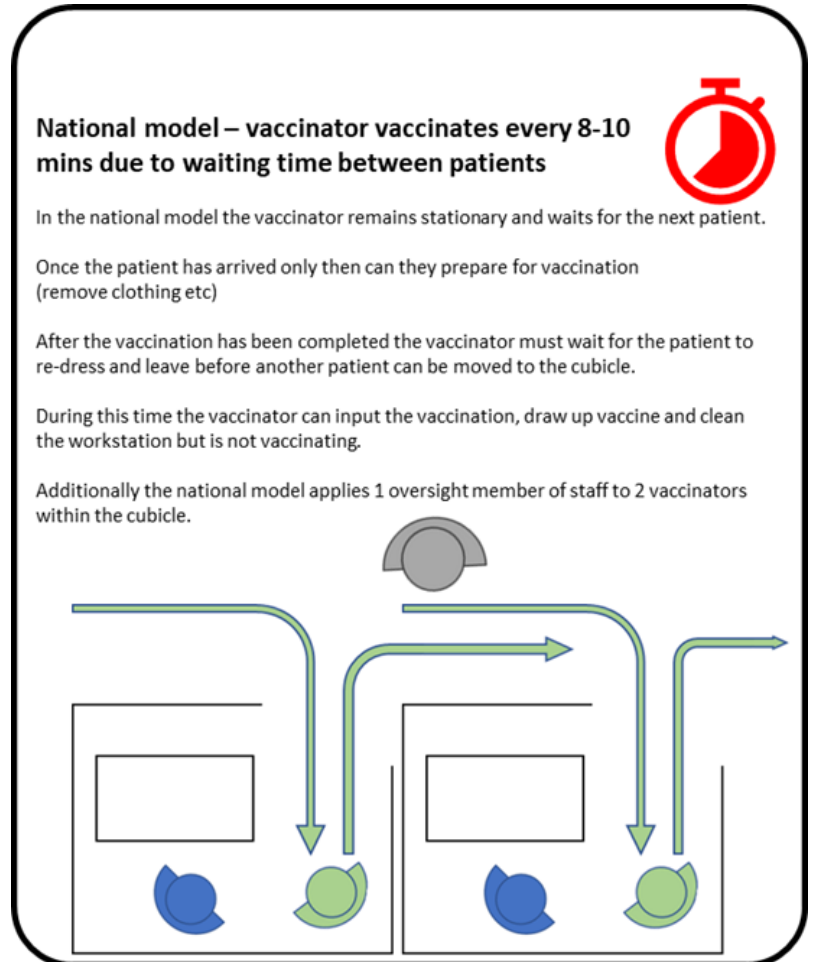 National model – vaccinator vaccinates every 8-10
mins due to waiting time between patients
In the national model the vaccinator remains stationary and waits for the next patient.
Once the patient has arrived only then can they prepare for vaccination
(remove clothing etc)
After the vaccination has been completed the vaccinator must wait for the patient to
re-dress and leave before another patient can be moved to the cubicle.
During this time the vaccinator can input the vaccination, draw up vaccine and clean
the workstation but is not vaccinating.
Additionally the national model applies 1 oversight member of staff to 2 vaccinators
within the cubicle.